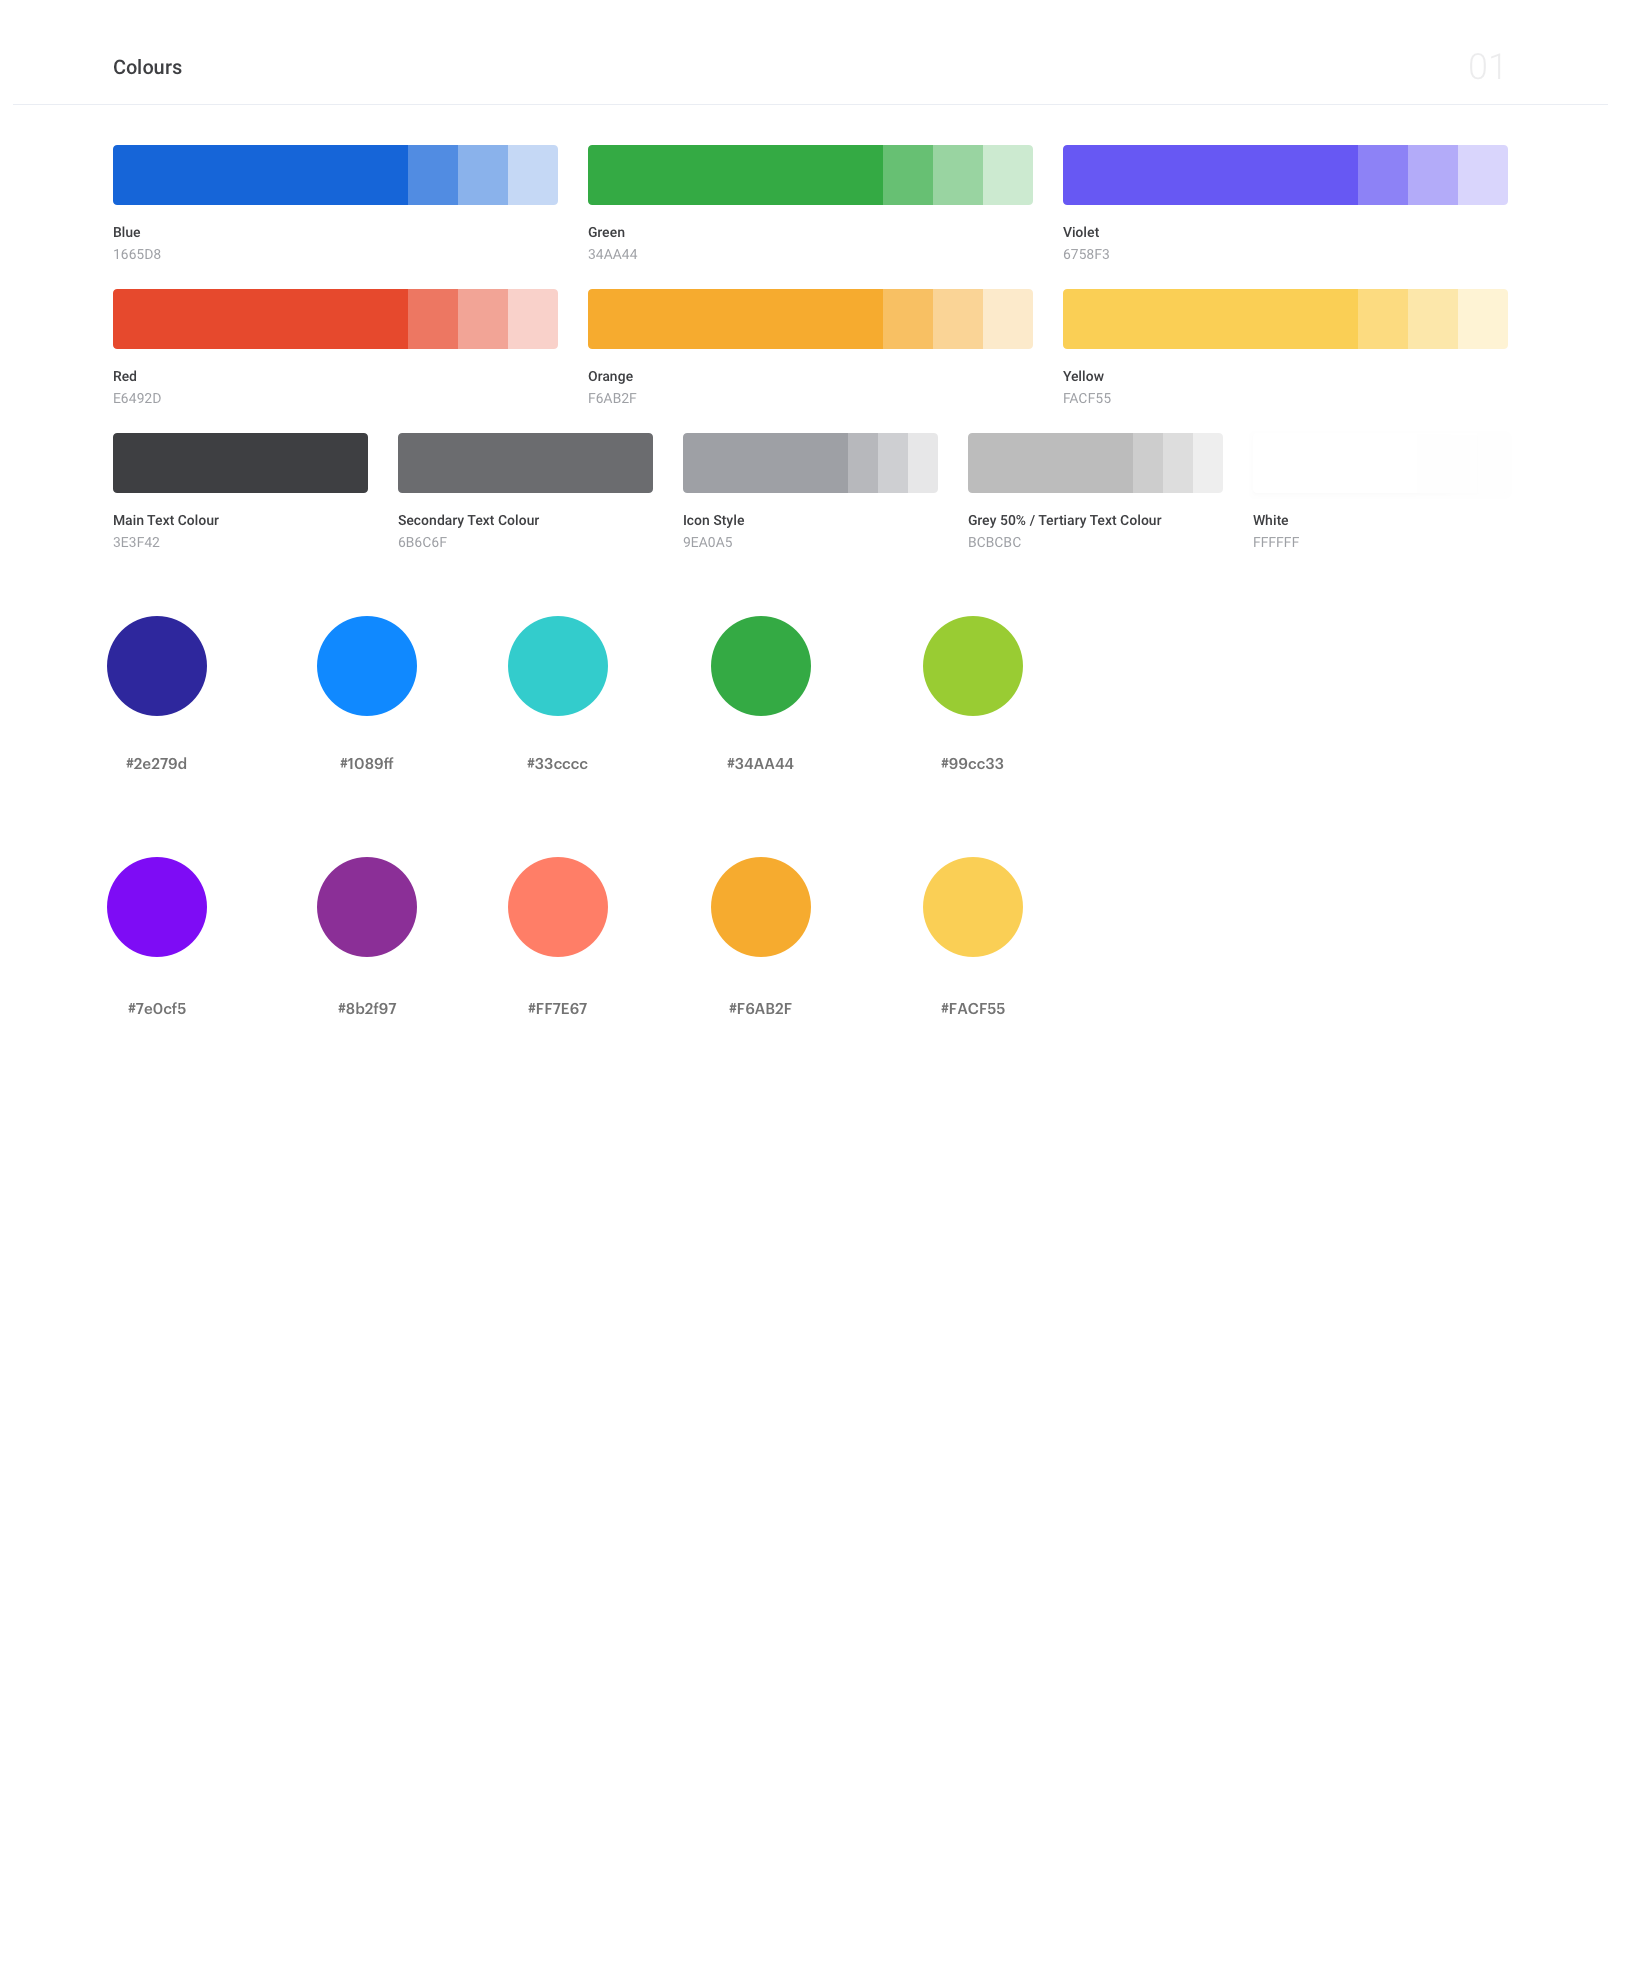 Colours
01
Blue
1665D8
Green
34AA44
Violet
6758F3
Red
E6492D
Orange
F6AB2F
Yellow
FACF55
Main Text Colour
3E3F42
Secondary Text Colour
6B6C6F
Icon Style
9EA0A5
Grey 50% / Tertiary Text Colour
BCBCBC
White
FFFFFF
#2e279d
#1089ff
#33cccc
#34AA44
#99cc33
#7e0cf5
#8b2f97
#FF7E67
#F6AB2F
#FACF55